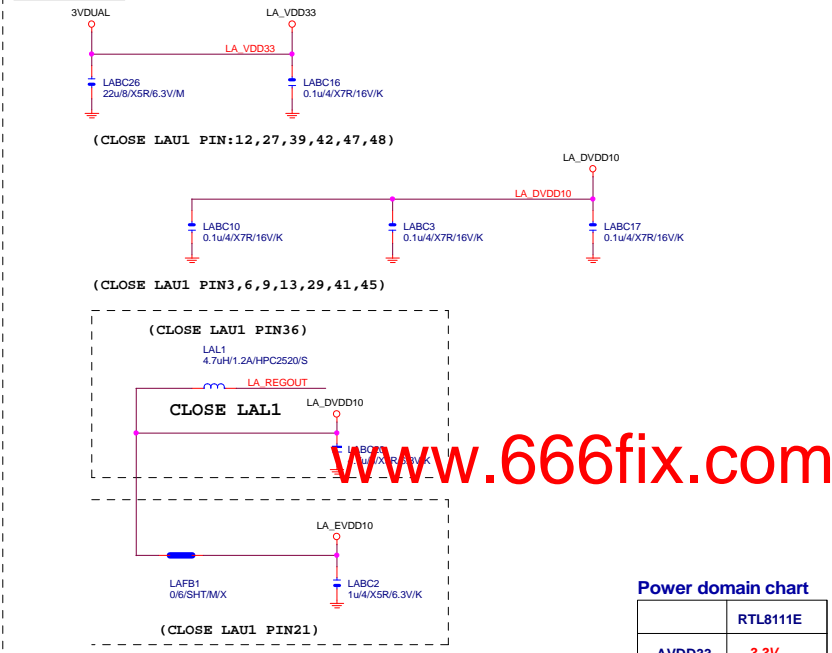 3VDUAL
LA_VDD33
LA_VDD33
LABC26
22u/8/X5R/6.3V/M
LABC16
0.1u/4/X7R/16V/K
(CLOSE LAU1 PIN:12,27,39,42,47,48)
LA_DVDD10
LA_DVDD10
LABC10
0.1u/4/X7R/16V/K
LABC3
0.1u/4/X7R/16V/K
LABC17
0.1u/4/X7R/16V/K
(CLOSE LAU1 PIN3,6,9,13,29,41,45)
(CLOSE LAU1 PIN36)
LAL1
4.7uH/1.2A/HPC2520/S
LA_REGOUT
CLOSE LAL1
LA_DVDD10
www.666fix.com
LA_EVDD10
LAFB1
0/6/SHT/M/X
LABC2
1u/4/X5R/6.3V/K
(CLOSE LAU1 PIN21)
Power domain chart
RTL8111E
AVDD33
3.3V